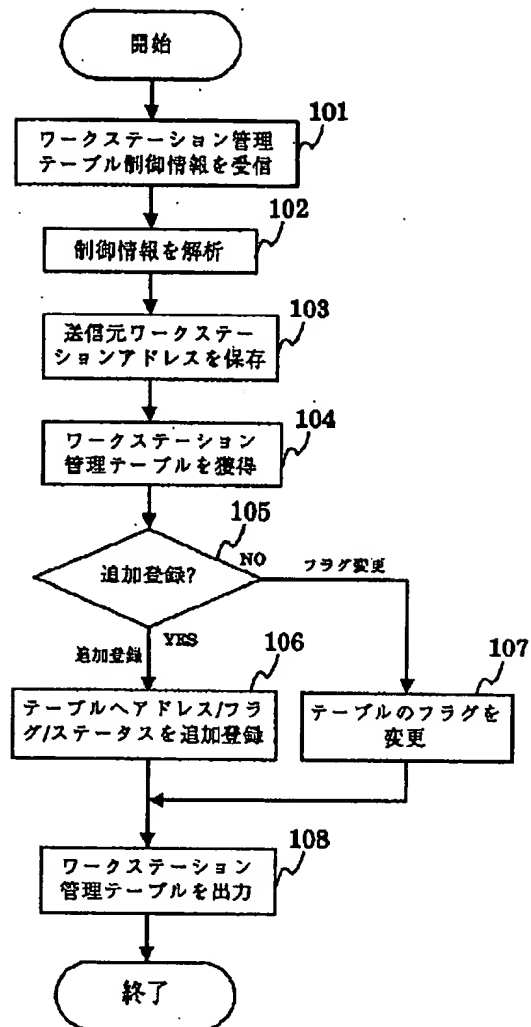 開始
101
ワークステーション管理
テーブル制御情報を受信
102
制御情報を解析
103
送信元ワークステー
ションアドレスを保存
104
ワークステーション
管理テーブルを獲得
105
追加登録?
NO
フラグ変更
YES
追加登録
106
テーブルへアドレス/フラ
グ/ステータスを追加登録
107
テーブルのフラグを
変更
108
ワークステーション
管理テーブルを出力
終了